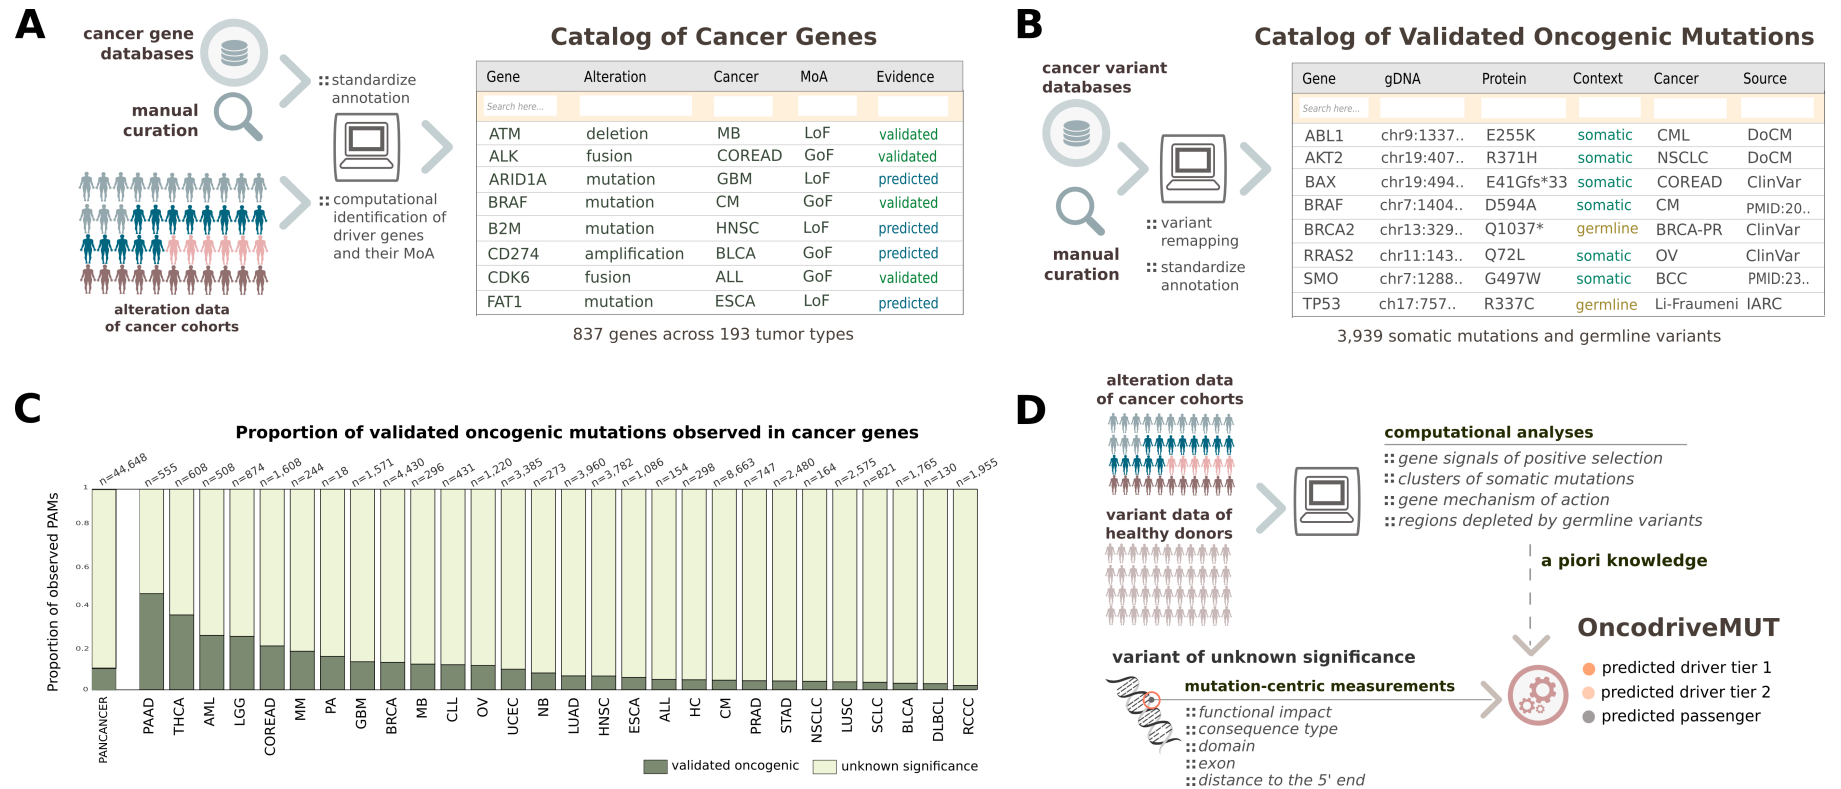 A
cancer gene
databases
manual
curation
alteration data
of cancer cohorts
:: standardize
annotation
:: computational
identification of
driver genes
and their MoA
Catalog of Cancer Genes
Gene Alteration Cancer MoA Evidence
Search here...
ATM deletion MB LoF validated
ALK fusion COREAD GoF validated
ARID1A mutation GBM LoF predicted
BRAF mutation CM GoF validated
B2M mutation HNSC LoF predicted
CD274 amplification BLCA GoF predicted
CDK6 fusion ALL GoF validated
FAT1 mutation ESCA LoF predicted
837 genes across 193 tumor types
B
cancer variant
databases
manual
curation
:: variant
remapping
:: standardize
annotation
Catalog of Validated Oncogenic Mutations
Gene gDNA Protein Context Cancer Source
Search here...
ABL1 chr9:1337.. E255K somatic CML DoCM
AKT2 chr19:407.. R371H somatic NSCLC DoCM
BAX chr19:494.. E41Gfs*33 somatic COREAD ClinVar
BRAF chr7:1404.. D594A somatic CM PMID:20..
BRCA2 chr13:329.. Q1037* germline BRCA-PR ClinVar
RRAS2 chr11:143.. Q72L somatic OV ClinVar
SMO chr7:1288.. G497W somatic BCC PMID:23..
TP53 ch17:757.. R337C germline Li-Fraumeni IARC
3,939 somatic mutations and germline variants
C
Proportion of validated oncogenic mutations observed in cancer genes
n=44,648 n=555 n=608 n=508 n=874 n=1,608 n=244 n=18 n=1,571 n=4,430 n=296 n=431 n=1,220 n=3,385 n=273 n=3,960 n=3,782 n=1,086 n=154 n=298 n=8,663 n=747 n=2,480 n=164 n=2,575 n=821 n=1,765 n=130 n=1,955
Proportion of observed PAMs
1
0.8
0.6
0.4
0.2
0
PANCANCER PAAD THCA AML LGG COREAD MM PA GBM BRCA MB CLL OV UCEC NB LUAD HNSC ESCA ALL HC CM PRAD STAD NSCLC LUSC SCLC BLCA DLBCL RCCC
validated oncogenic unknown significance
D
alteration data
of cancer cohorts
variant data of
healthy donors
computational analyses
:: gene signals of positive selection
:: clusters of somatic mutations
:: gene mechanism of action
:: regions depleted by germline variants
a piori knowledge
OncodriveMUT
predicted driver tier 1
predicted driver tier 2
predicted passenger
variant of unknown significance
mutation-centric measurements
:: functional impact
:: consequence type
:: domain
:: exon
:: distance to the 5' end